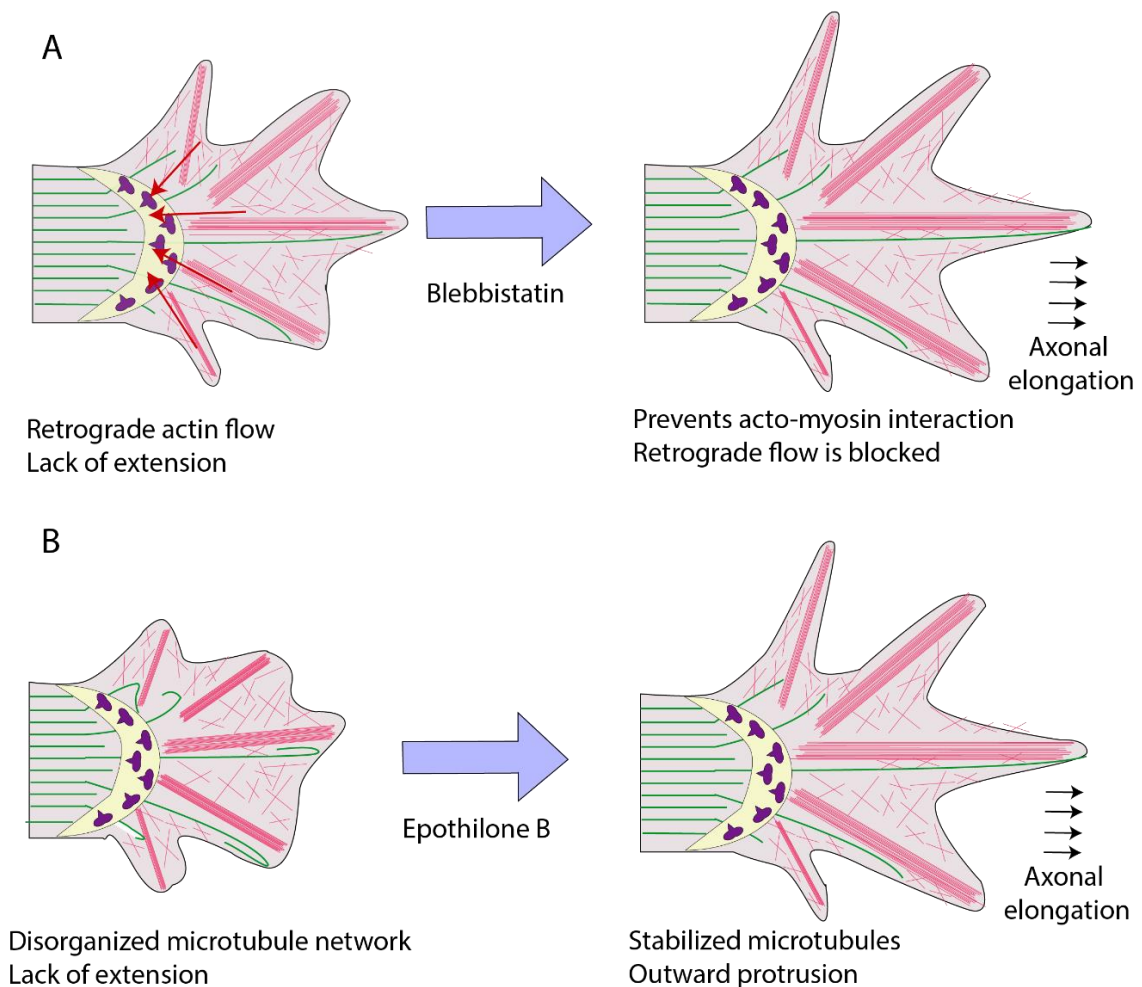 A
Blebbistatin
Axonal
elongation
Retrograde actin flow
Lack of extension
Prevents acto-myosin interaction
Retrograde flow is blocked
B
Epothilone B
Axonal
elongation
Disorganized microtubule network
Lack of extension
Stabilized microtubules
Outward protrusion